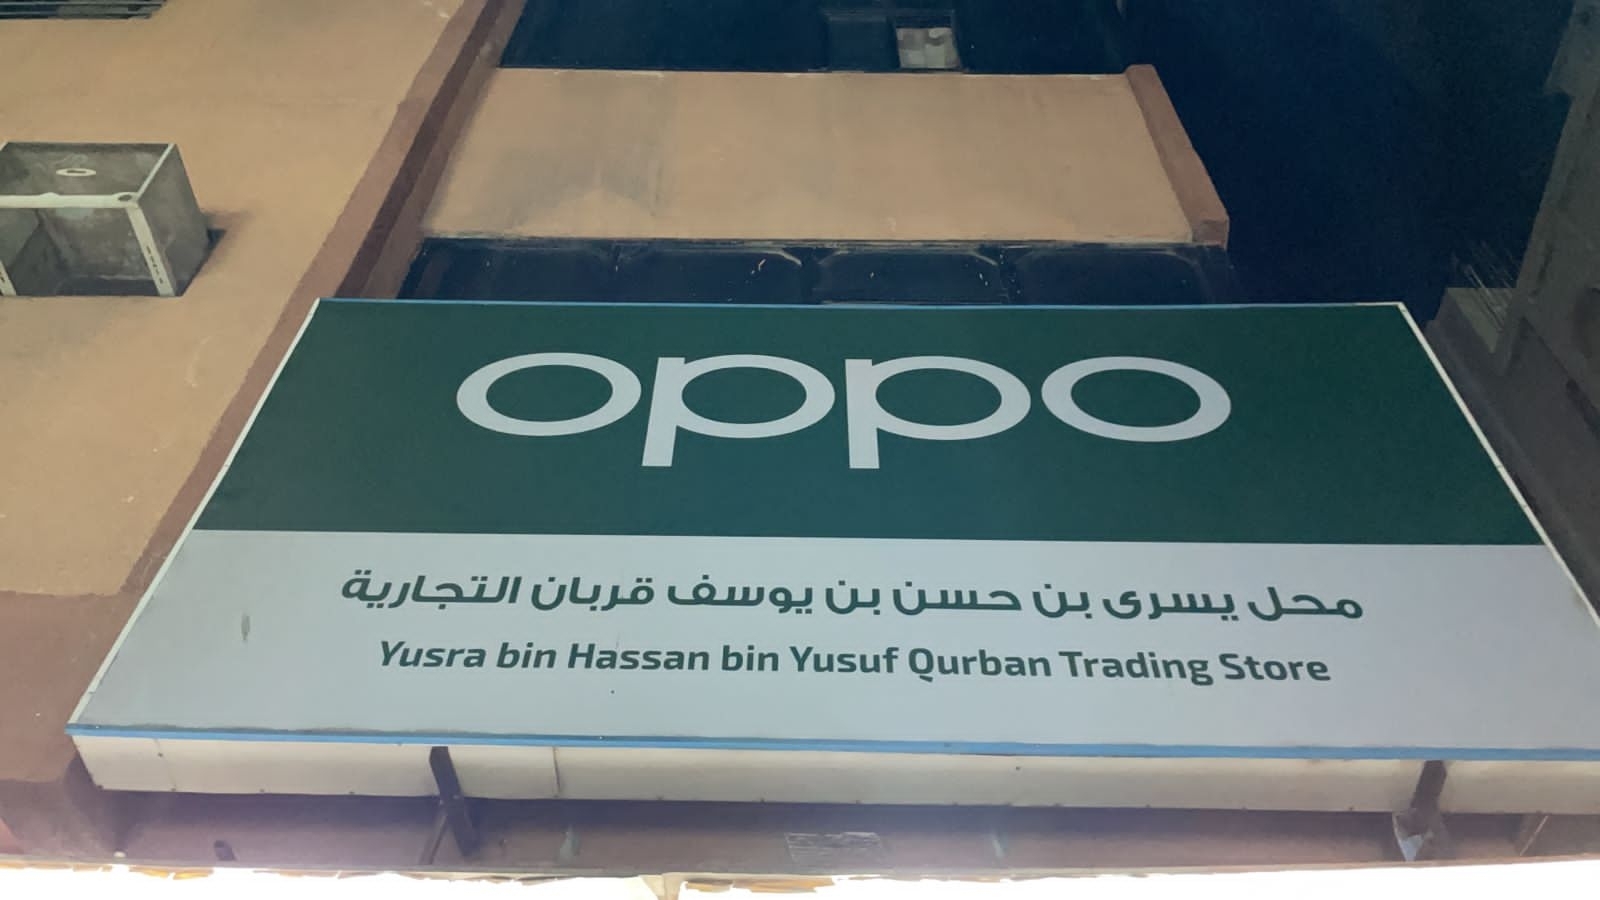 oppo
محل يسرى بن حسن بن يوسف قربان التجارية
Yusra bin Hassan bin Yusuf Qurban Trading Store